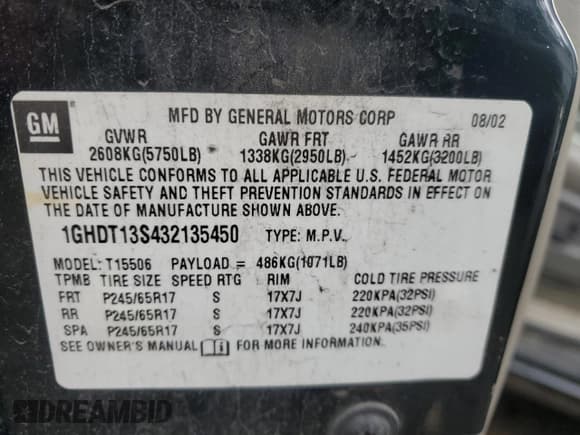 GM
MFD BY GENERAL MOTORS CORP 08/02
GVWR GAWR FRT GAWR RR
2608KG(5750LB) 1338KG(2950LB) 1452KG(3200LB)
THIS VEHICLE CONFORMS TO ALL APPLICABLE U.S. FEDERAL MOTOR
VEHICLE SAFETY AND THEFT PREVENTION STANDARDS IN EFFECT ON
THE DATE OF MANUFACTURE SHOWN ABOVE.
1GHDT13S432135450 TYPE: M.P.V.
MODEL: T15506 PAYLOAD = 486KG(1071LB)
TPMB TIRE SIZE SPEED RTG RIM COLD TIRE PRESSURE
FRT P245/65R17 S 17X7J 220KPA(32PSI)
RR P245/65R17 S 17X7J 220KPA(32PSI)
SPA P245/65R17 S 17X7J 240KPA(35PSI)
SEE OWNER'S MANUAL FOR MORE INFORMATION.
DREAMBID